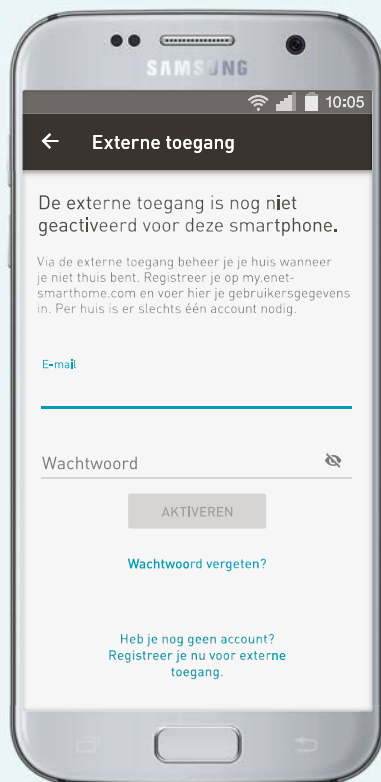 SAMSUNG
10:05
Externe toegang
De externe toegang is nog niet
geactiveerd voor deze smartphone.
Via de externe toegang beheer je je huis wanneer
je niet thuis bent. Registreer je op my.enet-
smarthome.com en voer hier je gebruikersgegevens
in. Per huis is er slechts één account nodig.
E-mail
Wachtwoord
AKTIVEREN
Wachtwoord vergeten?
Heb je nog geen account?
Registreer je nu voor externe
toegang.